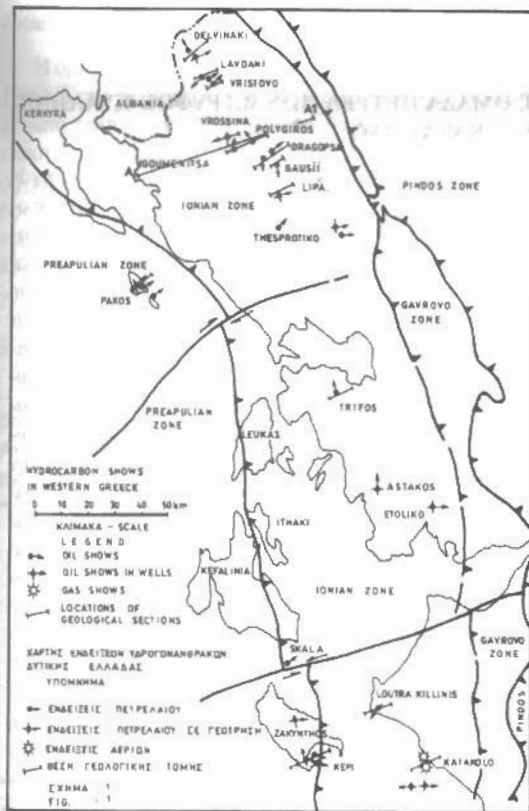 DELVINAKI
LAVDANI
VRISTOVO
ALBANIA
KERKYRA
VROSSINA
POLYGIROS
DRAGOPSA
IGOUMENITSA
A
BAUSII
LIPA
PINDOS ZONE
IONIAN ZONE
THESPROTIKO
PREAPULIAN ZONE
PAXOS
GAVROVO
ZONE
TRIFOS
PREAPULIAN
ZONE
LEUKAS
HYDROCARBON SHOWS
IN WESTERN GREECE
0 10 20 30 40 50 km
ΚΛΙΜΑΚΑ - SCALE
LEGEND
OIL SHOWS
OIL SHOWS IN WELLS
GAS SHOWS
LOCATIONS OF
GEOLOGICAL SECTIONS
ASTAKOS
ETOLIKO
ITHAKI
KEFALINIA
IONIAN ZONE
SKALA
GAVROVO
ZONE
PINDOS
ΧΑΡΤΗΣ ΕΝΔΕΙΞΕΩΝ ΥΔΡΟΓΟΝΑΝΘΡΑΚΩΝ
ΔΥΤΙΚΗΣ ΕΛΛΑΔΑΣ
ΥΠΟΜΝΗΜΑ
ΕΝΔΕΙΞΕΙΣ ΠΕΤΡΕΛΑΙΟΥ
ΕΝΔΕΙΞΕΙΣ ΠΕΤΡΕΛΑΙΟΥ ΣΕ ΓΕΩΤΡΗΣΗ
ΕΝΔΕΙΞΕΙΣ ΑΕΡΙΩΝ
ΘΕΣΗ ΓΕΩΛΟΓΙΚΗΣ ΤΟΜΗΣ
LOUTRA KILLINIS
ZAKYNTHOS
KERI
KATAKOLO
ΣΧΗΜΑ 1
FIG. 1